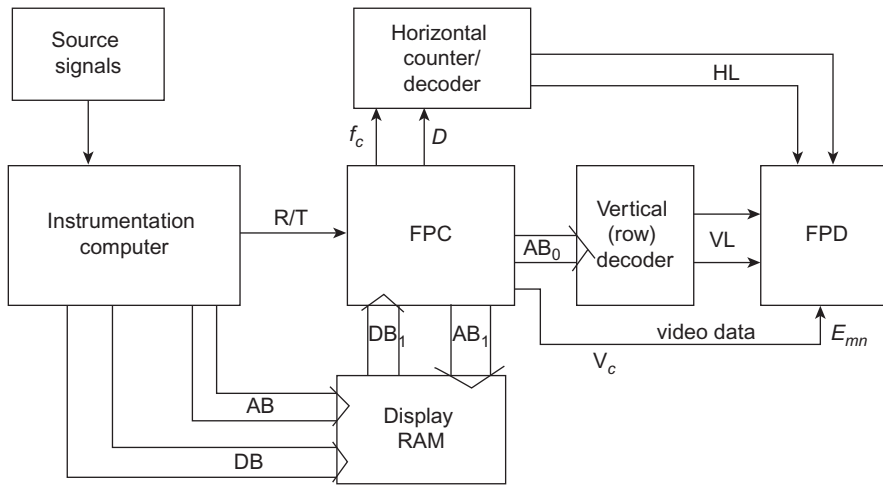 Source
signals
Horizontal
counter/
decoder
HL
f_c
D
Instrumentation
computer
R/T
FPC
AB_0
Vertical
(row)
decoder
VL
FPD
DB_1
AB_1
video data
V_c
E_mn
AB
Display
RAM
DB